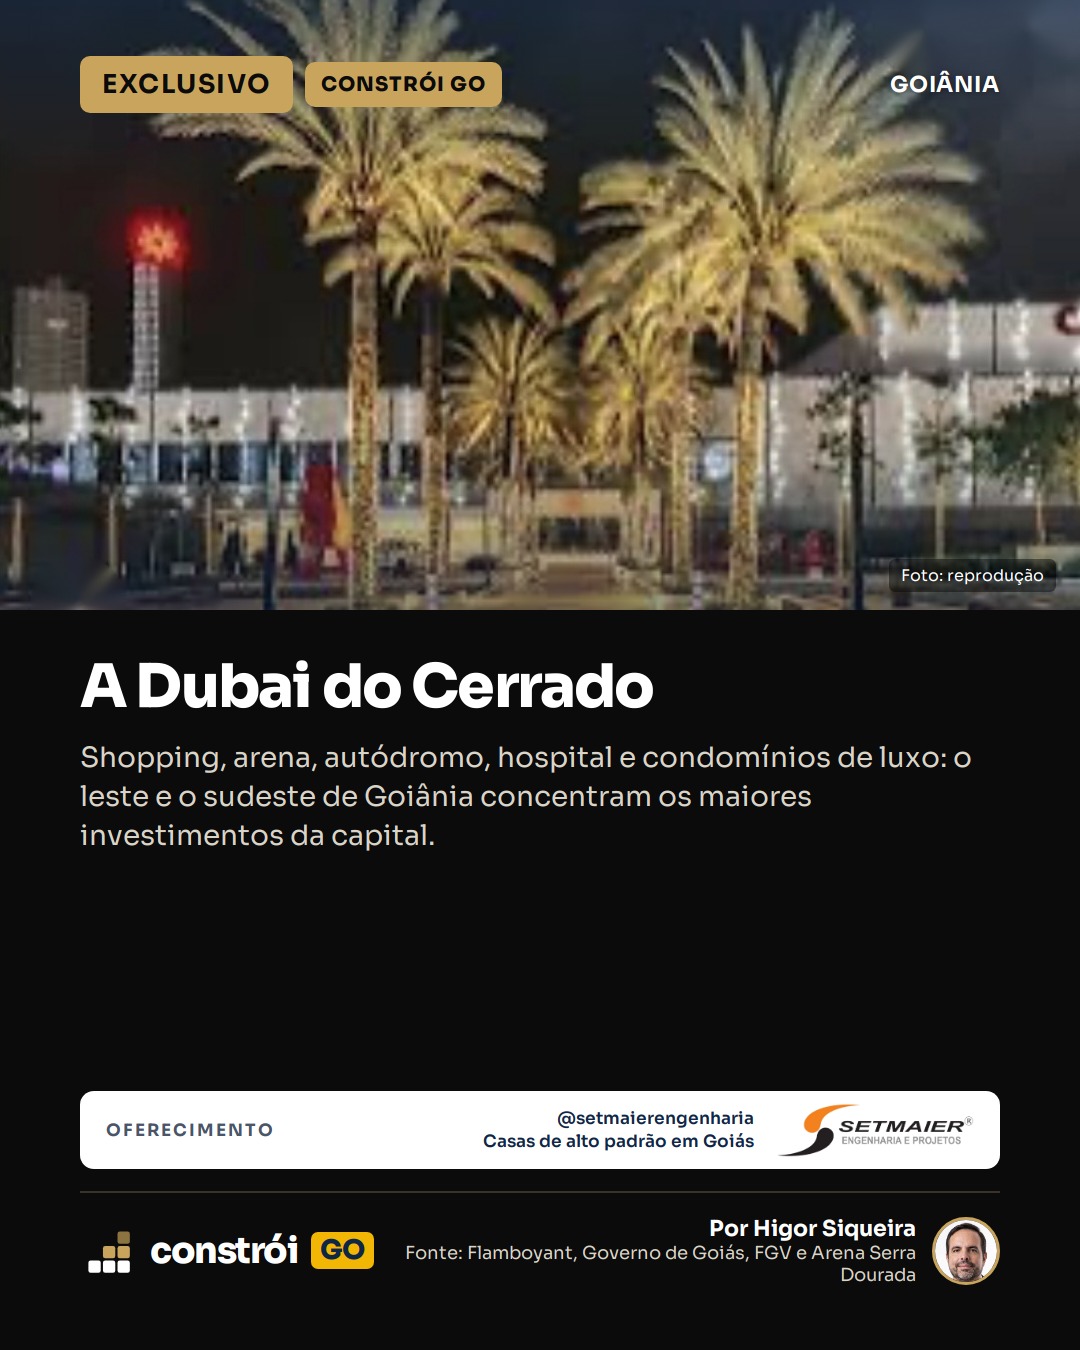 EXCLUSIVO
CONSTRÓI GO
GOIÂNIA
Foto: reprodução
A Dubai do Cerrado
Shopping, arena, autódromo, hospital e condomínios de luxo: o
leste e o sudeste de Goiânia concentram os maiores
investimentos da capital.
OFERECIMENTO
@setmaierengenharia
Casas de alto padrão em Goiás
SETMAIER®
ENGENHARIA E PROJETOS
constrói GO
Por Higor Siqueira
Fonte: Flamboyant, Governo de Goiás, FGV e Arena Serra
Dourada